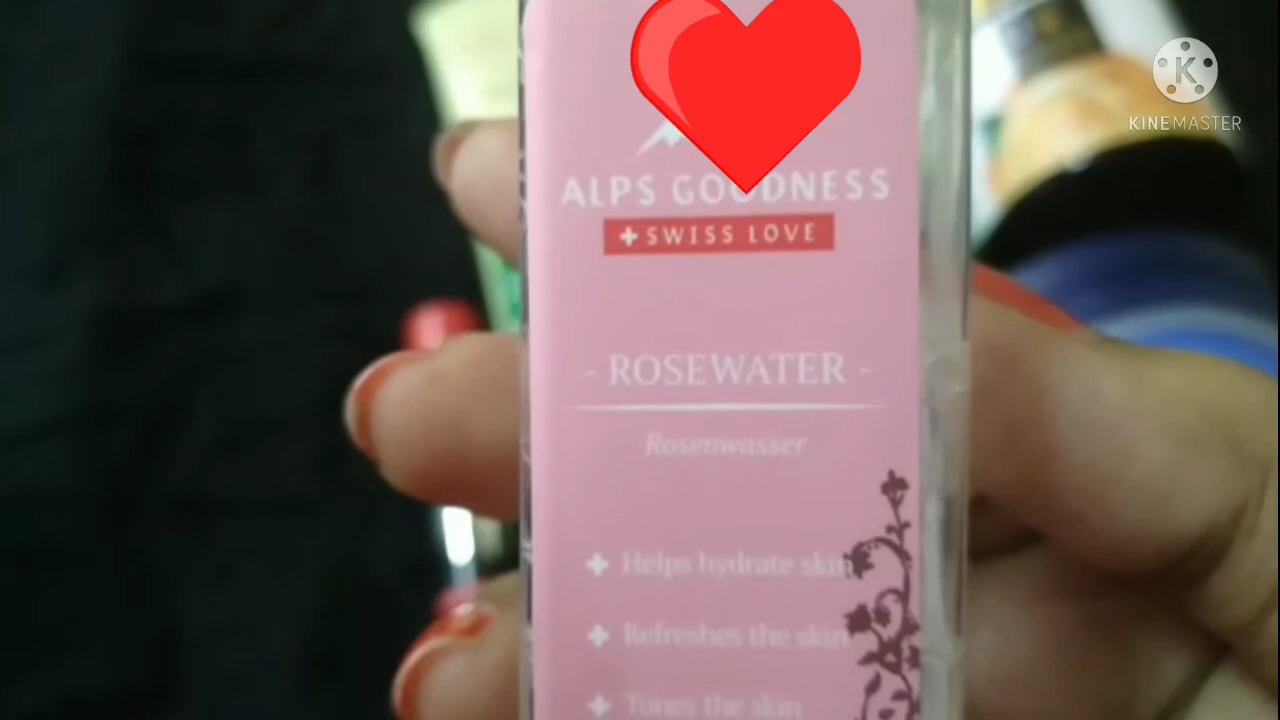 KINEMASTER
ALPS GOODNESS
+ SWISS LOVE
- ROSEWATER -
Rosenwasser
+ Helps hydrate skin
+ Refreshes the skin
+ Tones the skin